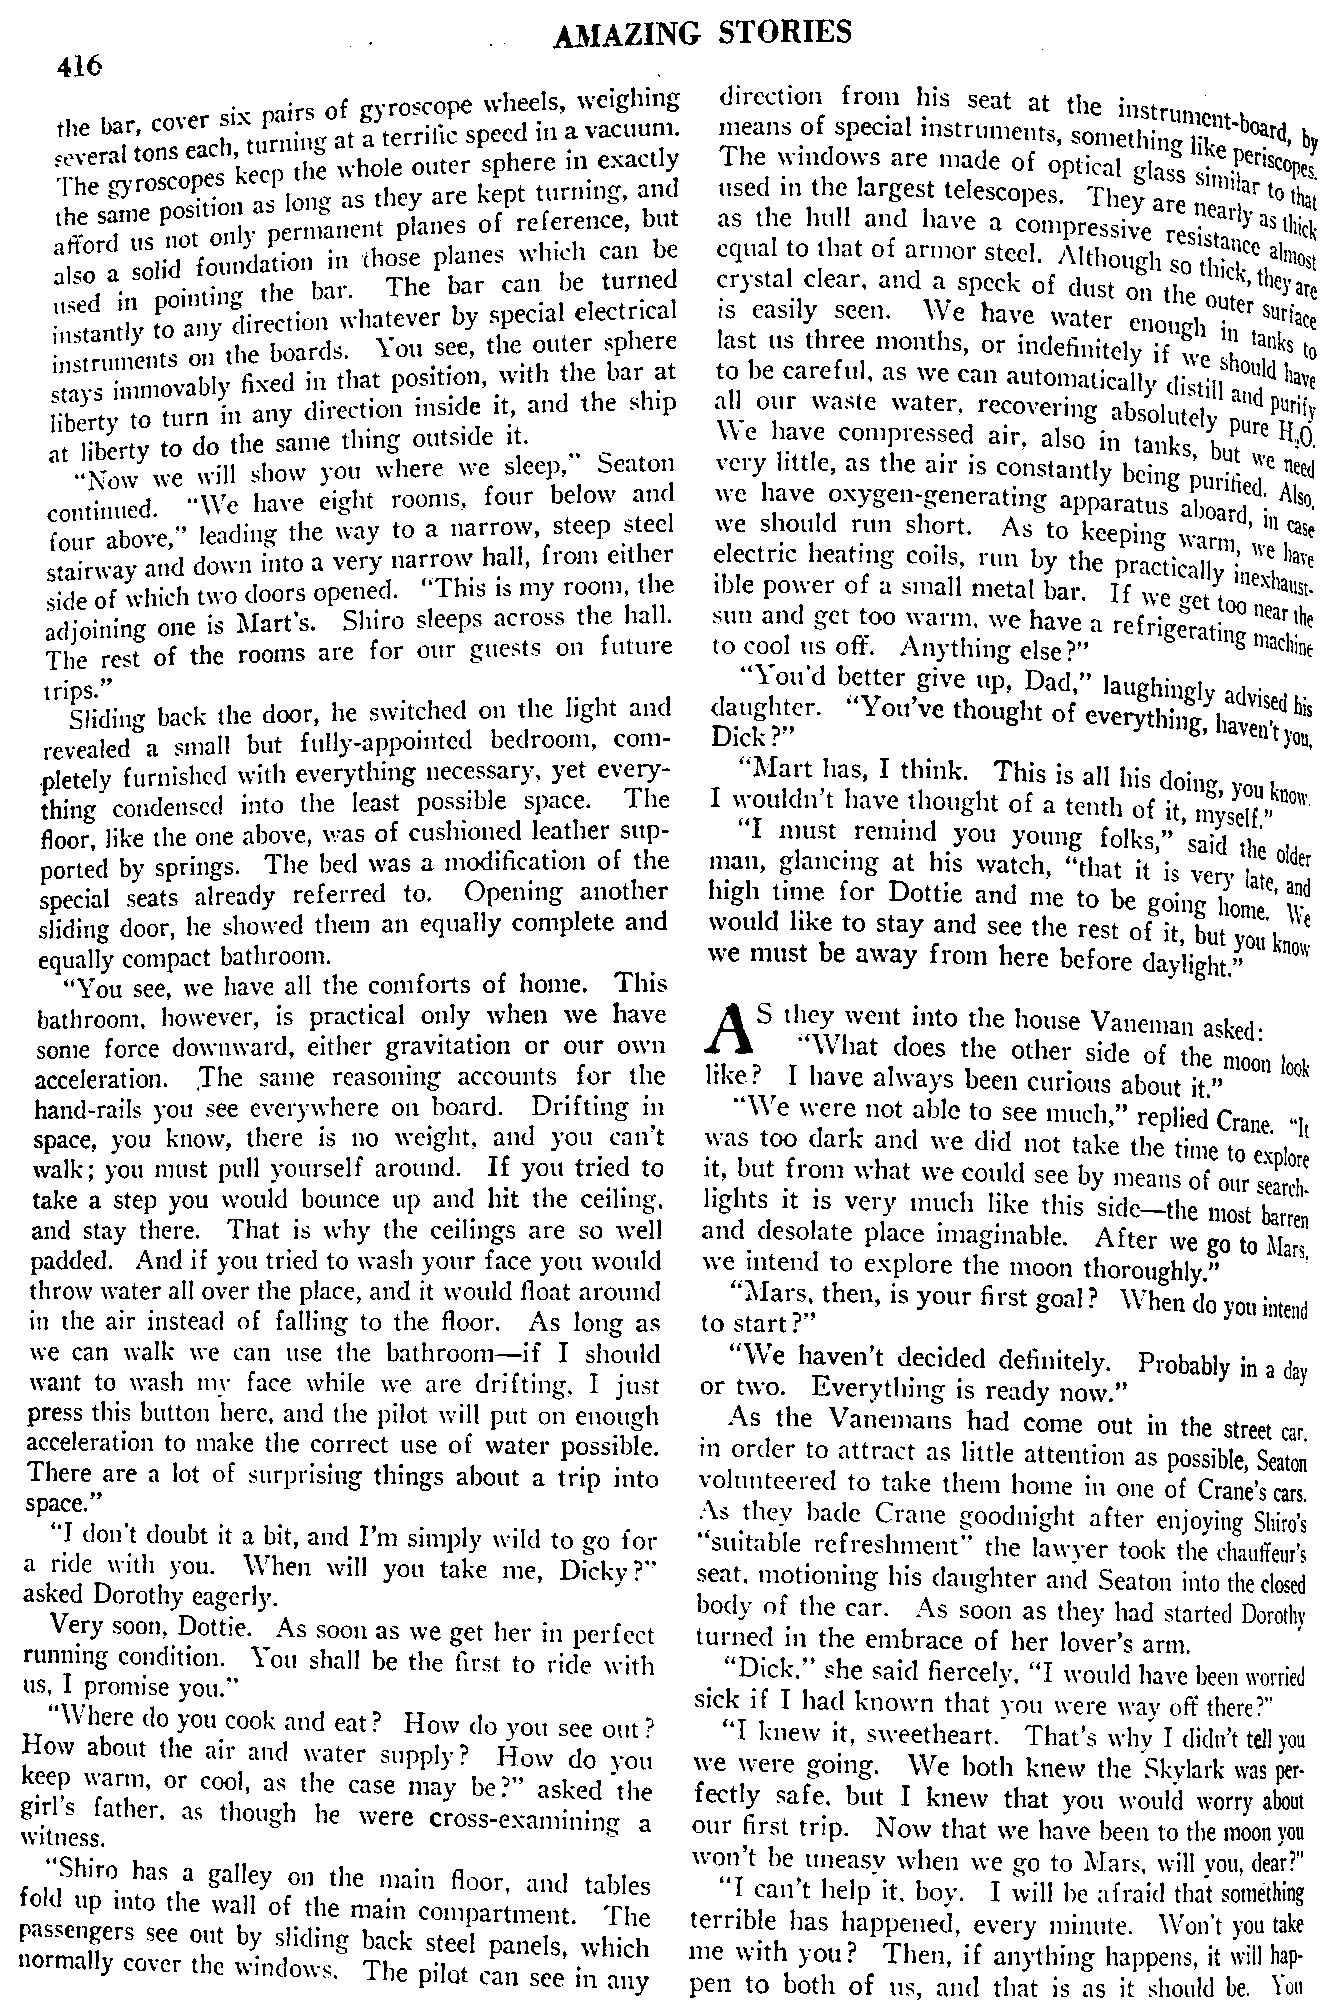 AMAZING STORIES
416
the bar, cover six pairs of gyroscope wheels, weighing
several tons each, turning at a terrific speed in a vacuum.
The gyroscopes keep the whole outer sphere in exactly
the same position as long as they are kept turning, and
afford us not only permanent planes of reference, but
also a solid foundation in those planes which can be
used in pointing the bar. The bar can be turned
instantly to any direction whatever by special electrical
instruments on the boards. You see, the outer sphere
stays immovably fixed in that position, with the bar at
liberty to turn in any direction inside it, and the ship
at liberty to do the same thing outside it.
"Now we will show you where we sleep," Seaton
continued. "We have eight rooms, four below and
four above," leading the way to a narrow, steep steel
stairway and down into a very narrow hall, from either
side of which two doors opened. "This is my room, the
adjoining one is Mart's. Shiro sleeps across the hall.
The rest of the rooms are for our guests on future
trips."
Sliding back the door, he switched on the light and
revealed a small but fully-appointed bedroom, com-
pletely furnished with everything necessary, yet every-
thing condensed into the least possible space. The
floor, like the one above, was of cushioned leather sup-
ported by springs. The bed was a modification of the
special seats already referred to. Opening another
sliding door, he showed them an equally complete and
equally compact bathroom.
"You see, we have all the comforts of home. This
bathroom, however, is practical only when we have
some force downward, either gravitation or our own
acceleration. The same reasoning accounts for the
hand-rails you see everywhere on board. Drifting in
space, you know, there is no weight, and you can't
walk; you must pull yourself around. If you tried to
take a step you would bounce up and hit the ceiling,
and stay there. That is why the ceilings are so well
padded. And if you tried to wash your face you would
throw water all over the place, and it would float around
in the air instead of falling to the floor. As long as
we can walk we can use the bathroom—if I should
want to wash my face while we are drifting, I just
press this button here, and the pilot will put on enough
acceleration to make the correct use of water possible.
There are a lot of surprising things about a trip into
space."
"I don't doubt it a bit, and I'm simply wild to go for
a ride with you. When will you take me, Dicky?"
asked Dorothy eagerly.
Very soon, Dottie. As soon as we get her in perfect
running condition. You shall be the first to ride with
us, I promise you."
"Where do you cook and eat? How do you see out?
How about the air and water supply? How do you
keep warm, or cool, as the case may be?" asked the
girl's father, as though he were cross-examining a
witness.
"Shiro has a galley on the main floor, and tables
fold up into the wall of the main compartment. The
passengers see out by sliding back steel panels, which
normally cover the windows. The pilot can see in any
direction from his seat at the instrument-board, by
means of special instruments, something like periscopes.
The windows are made of optical glass similar to that
used in the largest telescopes. They are nearly as thick
as the hull and have a compressive resistance almost
equal to that of armor steel. Although so thick, they are
crystal clear, and a speck of dust on the outer surface
is easily seen. We have water enough in tanks to
last us three months, or indefinitely if we should have
to be careful, as we can automatically distill and purify
all our waste water, recovering absolutely pure H₂O.
We have compressed air, also in tanks, but we need
very little, as the air is constantly being purified. Also,
we have oxygen-generating apparatus aboard, in case
we should run short. As to keeping warm, we have
electric heating coils, run by the practically inexhaust-
ible power of a small metal bar. If we get too near the
sun and get too warm, we have a refrigerating machine
to cool us off. Anything else?"
"You'd better give up, Dad," laughingly advised his
daughter. "You've thought of everything, haven't you,
Dick?"
"Mart has, I think. This is all his doing, you know.
I wouldn't have thought of a tenth of it, myself."
"I must remind you young folks," said the older
man, glancing at his watch, "that it is very late, and
high time for Dottie and me to be going home. We
would like to stay and see the rest of it, but you know
we must be away from here before daylight."
AS they went into the house Vaneman asked:
"What does the other side of the moon look
like? I have always been curious about it."
"We were not able to see much," replied Crane. "It
was too dark and we did not take the time to explore
it, but from what we could see by means of our search-
lights it is very much like this side—the most barren
and desolate place imaginable. After we go to Mars,
we intend to explore the moon thoroughly."
"Mars, then, is your first goal? When do you intend
to start?"
"We haven't decided definitely. Probably in a day
or two. Everything is ready now."
As the Vanemans had come out in the street car,
in order to attract as little attention as possible, Seaton
volunteered to take them home in one of Crane's cars.
As they bade Crane goodnight after enjoying Shiro's
"suitable refreshment" the lawyer took the chauffeur's
seat, motioning his daughter and Seaton into the closed
body of the car. As soon as they had started Dorothy
turned in the embrace of her lover's arm.
"Dick," she said fiercely, "I would have been worried
sick if I had known that you were way off there?"
"I knew it, sweetheart. That's why I didn't tell you
we were going. We both knew the Skylark was per-
fectly safe, but I knew that you would worry about
our first trip. Now that we have been to the moon you
won't be uneasy when we go to Mars, will you, dear?"
"I can't help it, boy. I will be afraid that something
terrible has happened, every minute. Won't you take
me with you? Then, if anything happens, it will hap-
pen to both of us, and that is as it should be. You